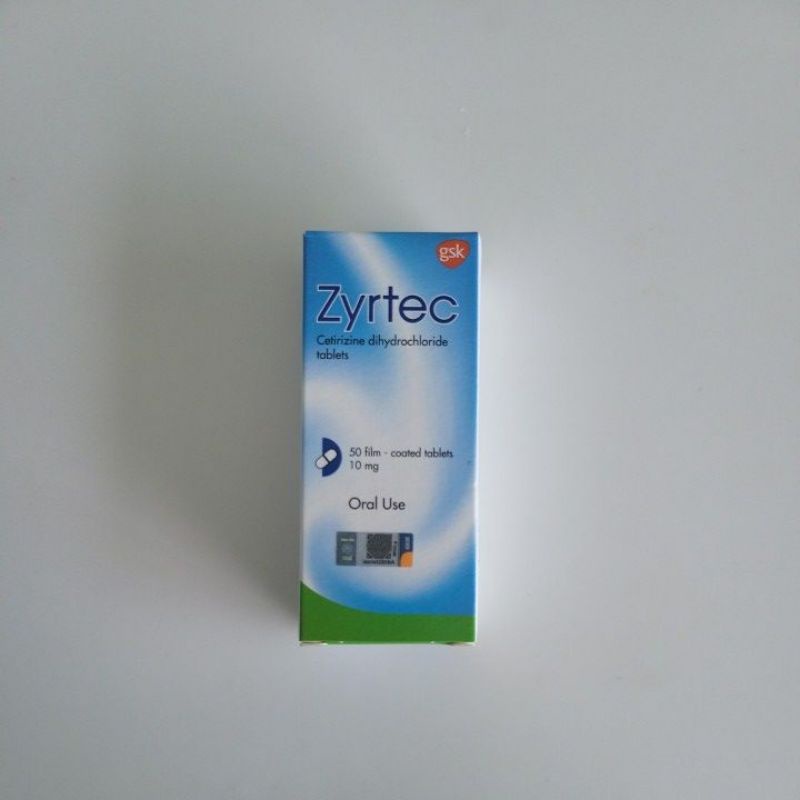 gsk
Zyrtec
Cetirizine dihydrochloride
tablets
50 film - coated tablets
10 mg
Oral Use